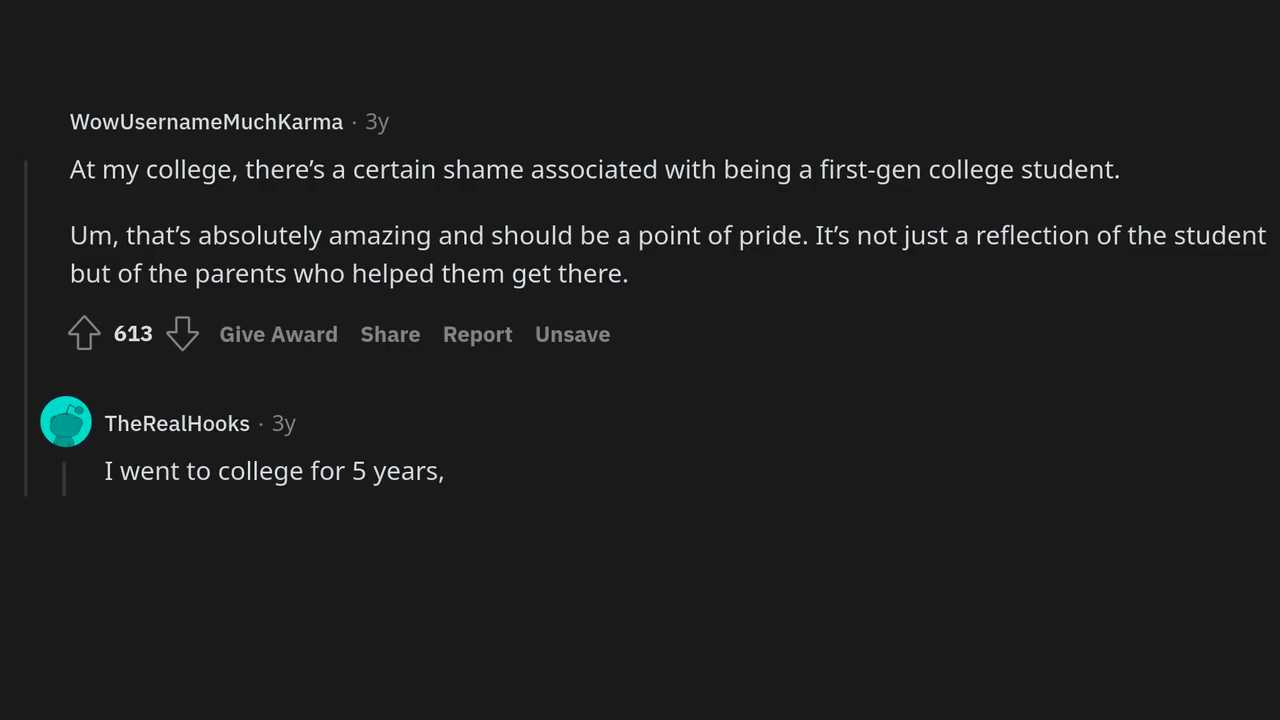 WowUsernameMuchKarma · 3y
At my college, there’s a certain shame associated with being a first-gen college student.
Um, that’s absolutely amazing and should be a point of pride. It’s not just a reflection of the student
but of the parents who helped them get there.
613 Give Award Share Report Unsave
TheRealHooks · 3y
I went to college for 5 years,